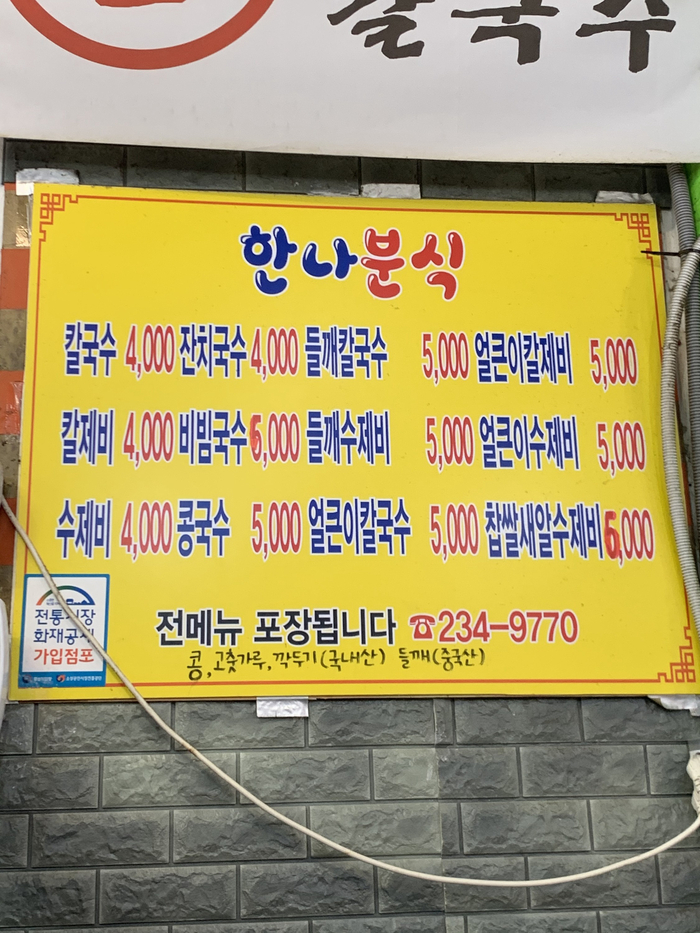 칼국수
한나분식
칼국수 4,000 잔치국수 4,000 들깨칼국수 5,000 얼큰이칼제비 5,000
칼제비 4,000 비빔국수 6,000 들깨수제비 5,000 얼큰이수제비 5,000
수제비 4,000 콩국수 5,000 얼큰이칼국수 5,000 찹쌀새알수제비 6,000
전메뉴 포장됩니다 ☎234-9770
콩,고춧가루,깍두기(국내산) 들깨(중국산)
전통시장
화재공제
가입점포